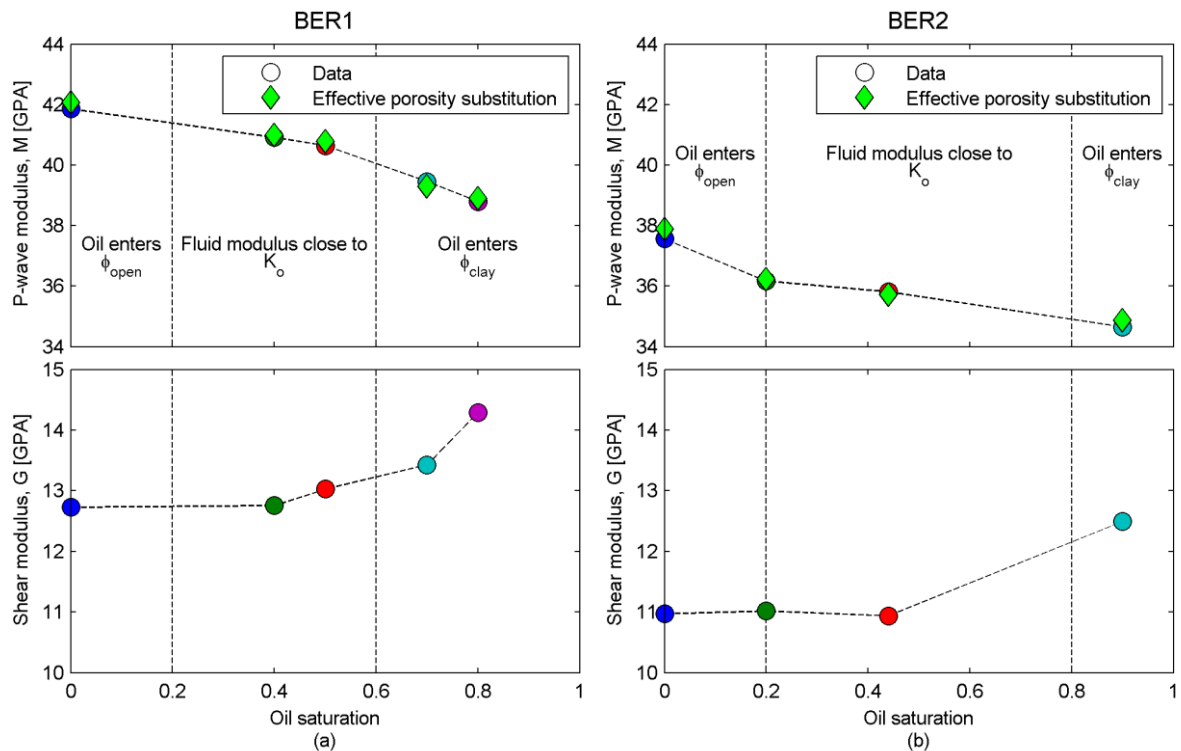 BER1
44
42
40
38
36
34
P-wave modulus, M [GPA]
Data
Effective porosity substitution
Oil enters
ϕopen
Fluid modulus close to
Ko
Oil enters
ϕclay
15
14
13
12
11
10
Shear modulus, G [GPA]
0 0.2 0.4 0.6 0.8 1
Oil saturation
(a)
BER2
44
42
40
38
36
34
P-wave modulus, M [GPA]
Data
Effective porosity substitution
Oil enters
ϕopen
Fluid modulus close to
Ko
Oil enters
ϕclay
15
14
13
12
11
10
Shear modulus, G [GPA]
0 0.2 0.4 0.6 0.8 1
Oil saturation
(b)